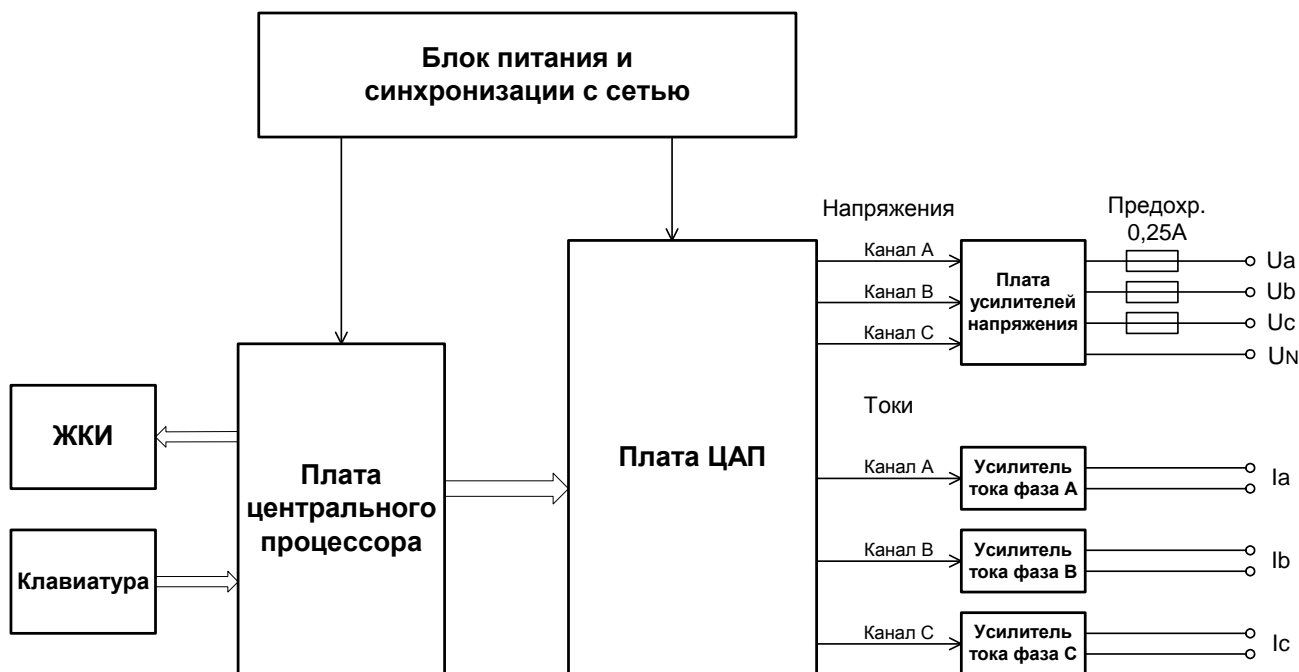 Блок питания и
синхронизации с сетью
Напряжения
Предохр.
0,25А
Канал А
Канал В
Канал С
Плата
усилителей
напряжения
Ua
Ub
Uc
UN
ЖКИ
Клавиатура
Плата
центрального
процессора
Плата ЦАП
Токи
Канал А
Усилитель
тока фаза А
Ia
Канал В
Усилитель
тока фаза В
Ib
Канал С
Усилитель
тока фаза С
Ic